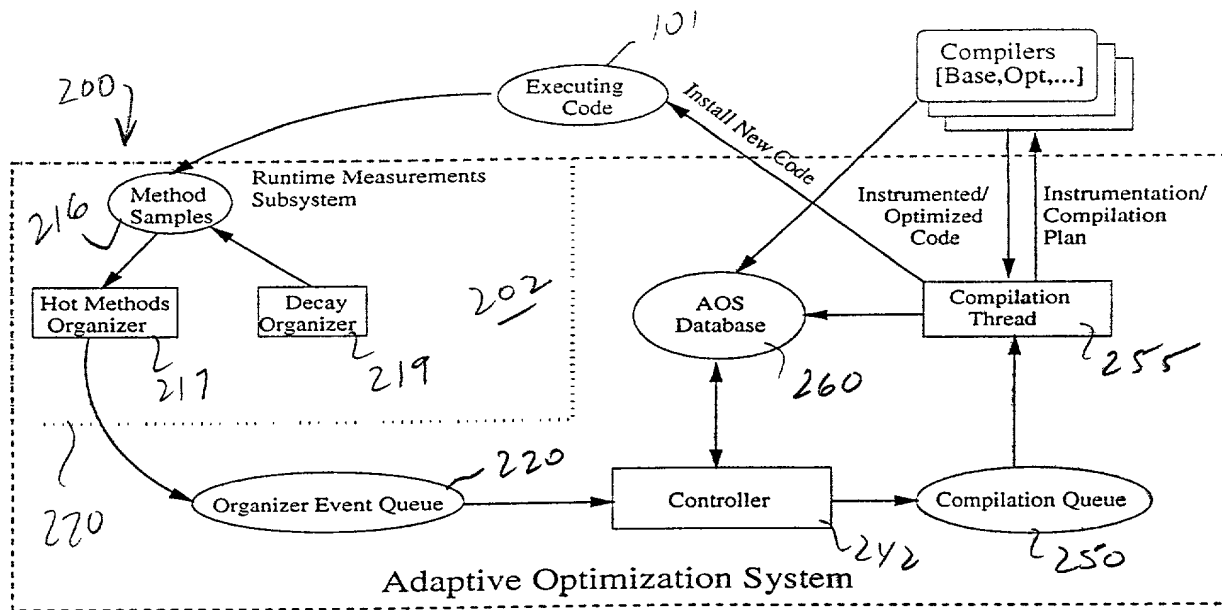 101
Compilers
[Base,Opt,...]
200
Executing
Code
Install New Code
Method
Samples
Runtime Measurements
Subsystem
216
Instrumented/
Optimized
Code
Instrumentation/
Compilation
Plan
Hot Methods
Organizer
Decay
Organizer
202
AOS
Database
Compilation
Thread
217
219
260
255
220
220
Organizer Event Queue
Controller
Compilation Queue
242
250
Adaptive Optimization System